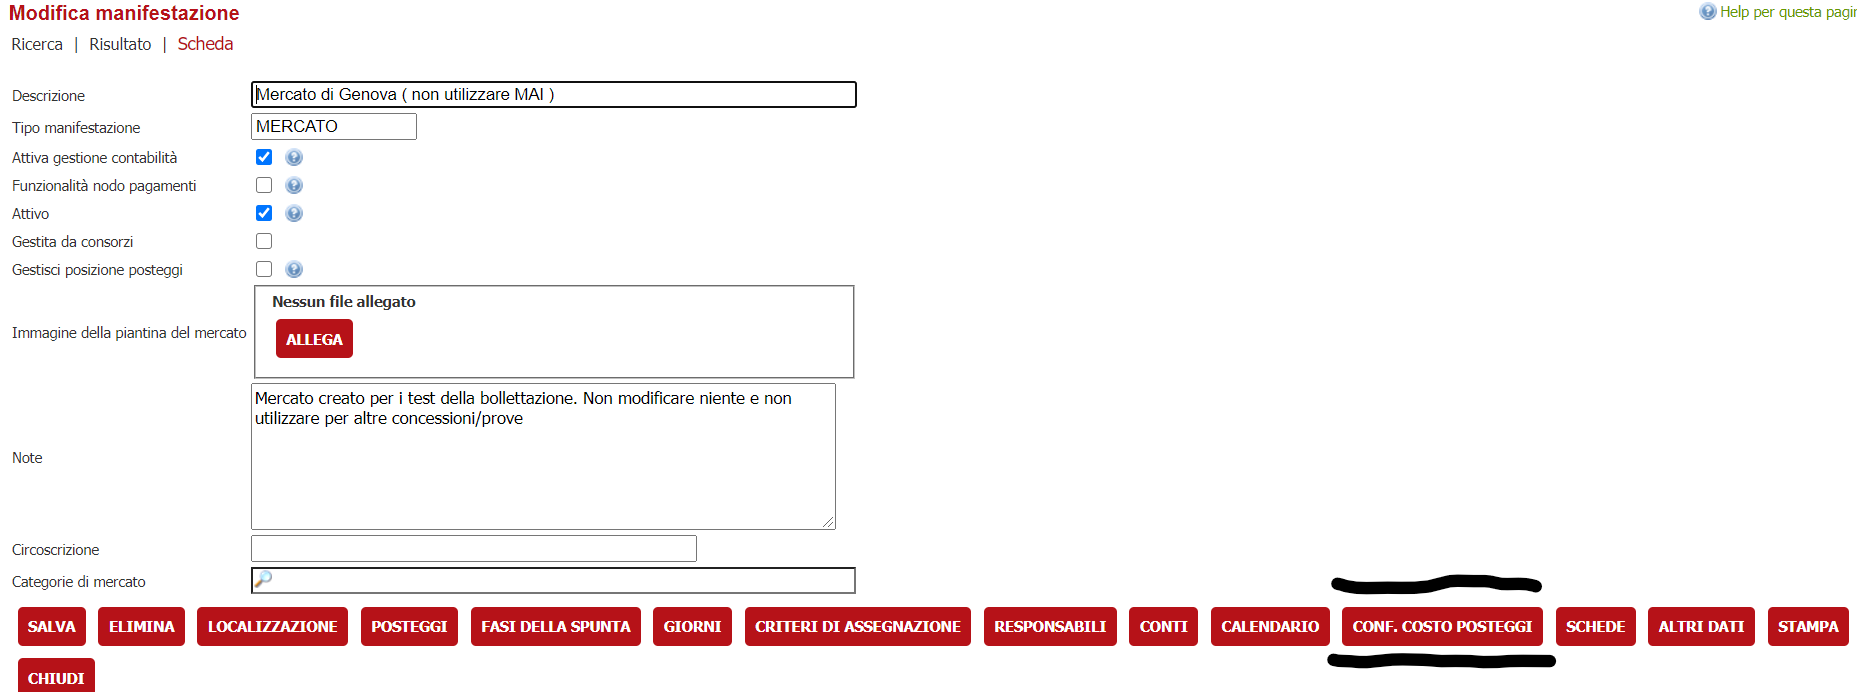 Modifica manifestazione
Help per questa pagin
Ricerca | Risultato | Scheda
Descrizione
Mercato di Genova ( non utilizzare MAI )
Tipo manifestazione
MERCATO
Attiva gestione contabilità
Funzionalità nodo pagamenti
Attivo
Gestita da consorzi
Gestisci posizione posteggi
Immagine della piantina del mercato
Nessun file allegato
ALLEGA
Note
Mercato creato per i test della bollettazione. Non modificare niente e non
utilizzare per altre concessioni/prove
Circoscrizione
Categorie di mercato
SALVA ELIMINA LOCALIZZAZIONE POSTEGGI FASI DELLA SPUNTA GIORNI CRITERI DI ASSEGNAZIONE RESPONSABILI CONTI CALENDARIO CONF. COSTO POSTEGGI SCHEDE ALTRI DATI STAMPA
CHIUDI